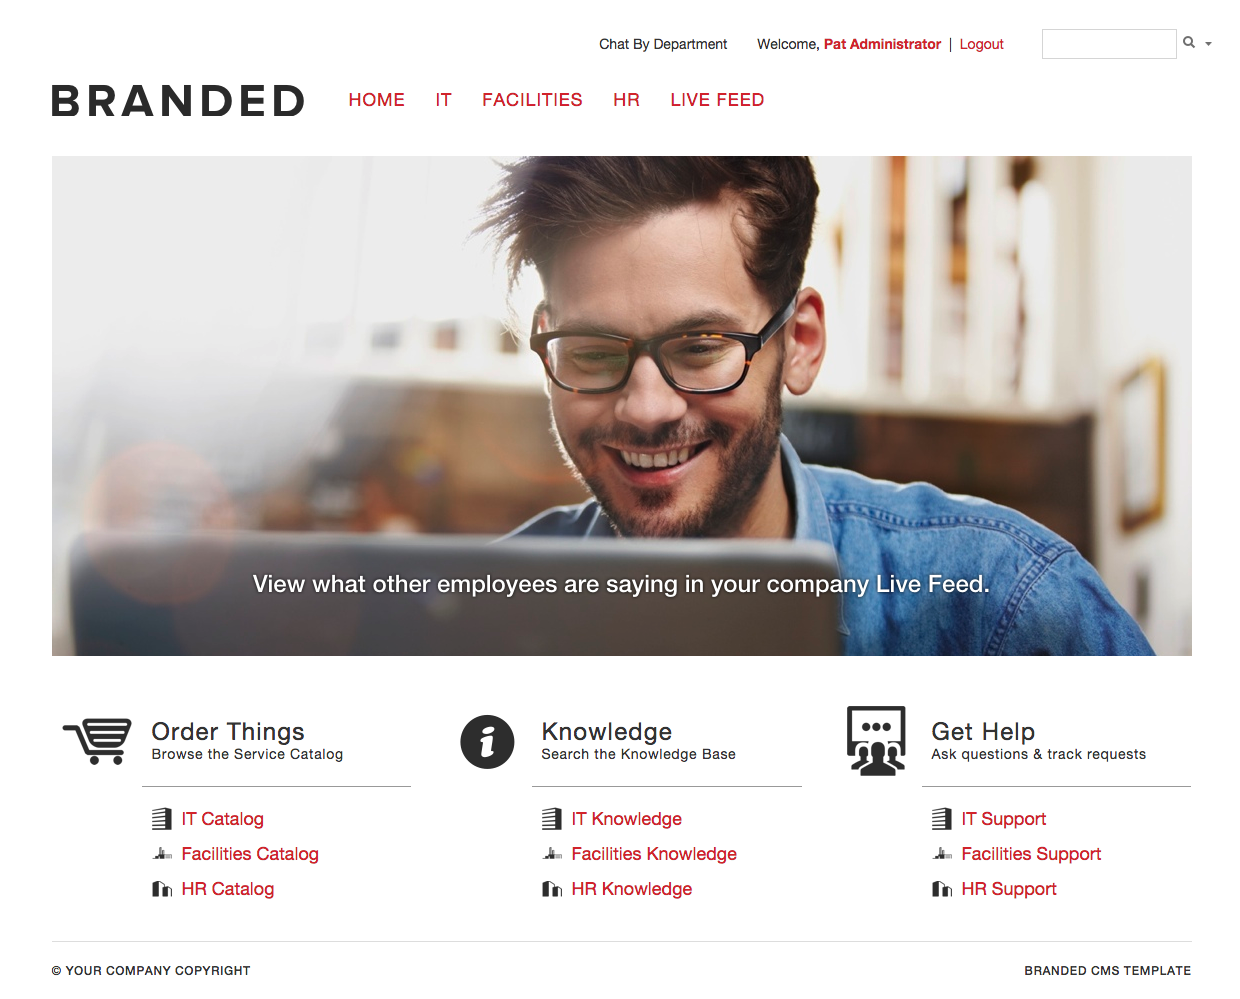 Chat By Department
Welcome, Pat Administrator | Logout
BRANDED
HOME IT FACILITIES HR LIVE FEED
View what other employees are saying in your company Live Feed.
Order Things
Browse the Service Catalog
IT Catalog
Facilities Catalog
HR Catalog
Knowledge
Search the Knowledge Base
IT Knowledge
Facilities Knowledge
HR Knowledge
Get Help
Ask questions & track requests
IT Support
Facilities Support
HR Support
© YOUR COMPANY COPYRIGHT
BRANDED CMS TEMPLATE